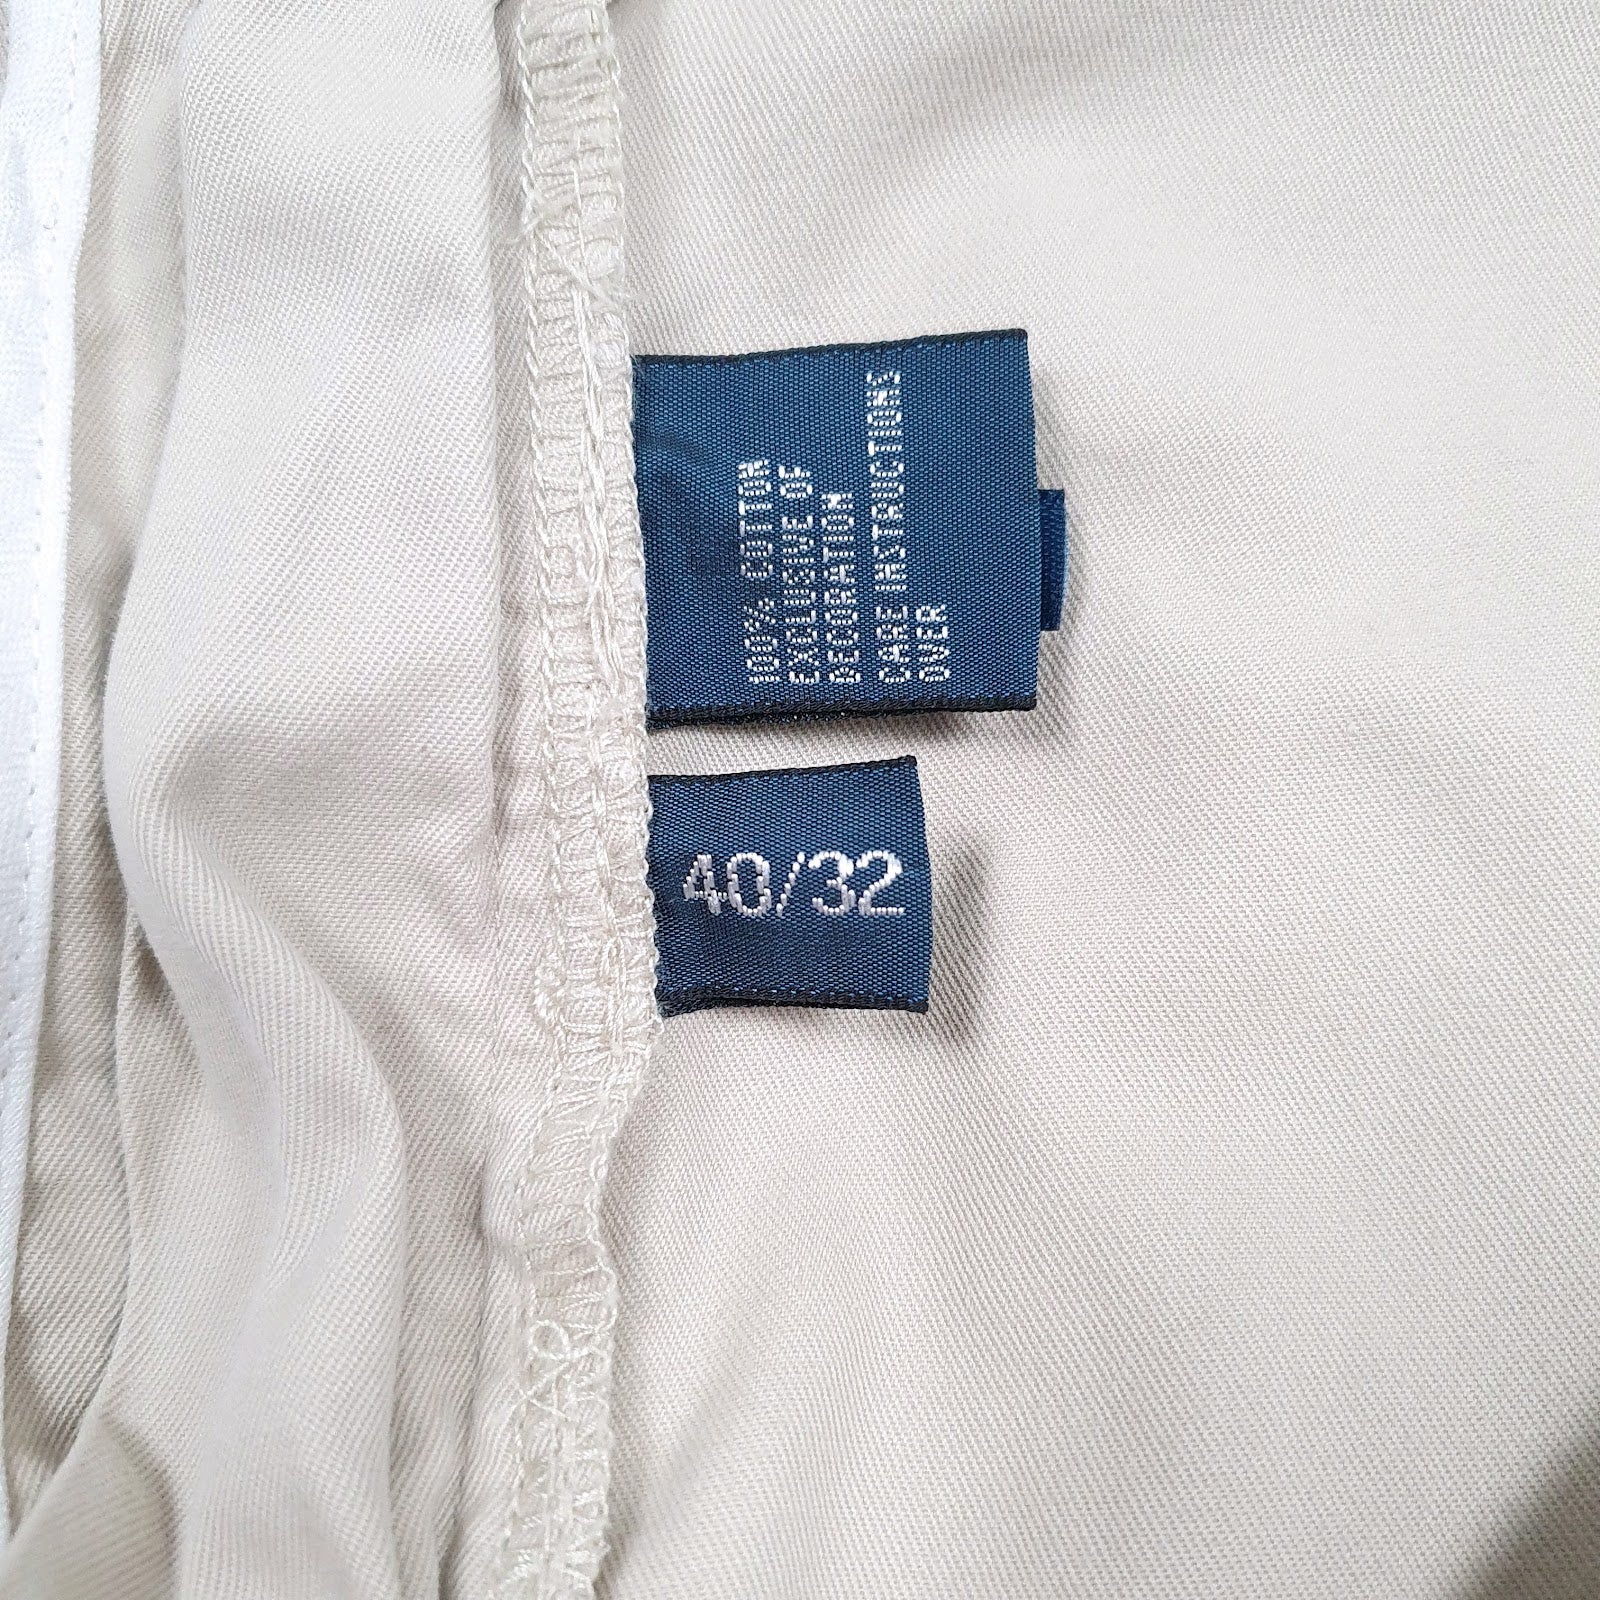 100% COTTON
EXCLUSIVE OF
DECORATION
CARE INSTRUCTIONS
OVER
40/32